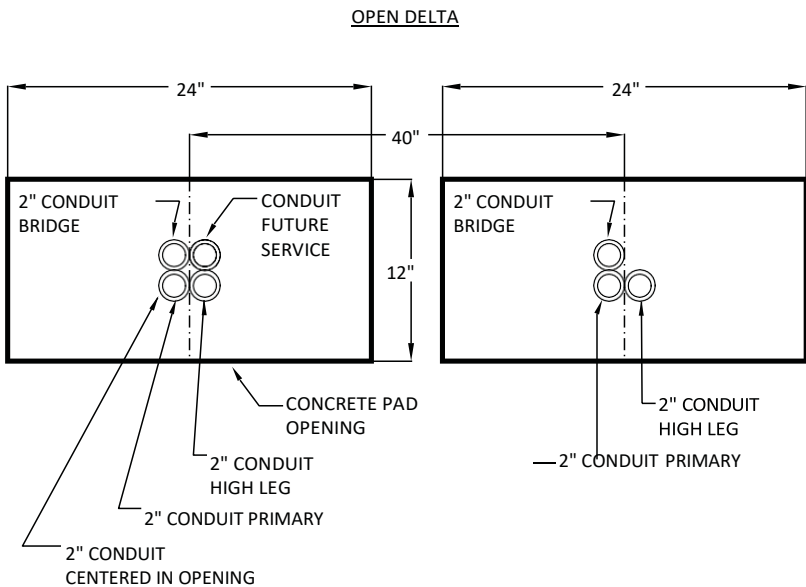 OPEN DELTA
24"
24"
40"
2" CONDUIT
BRIDGE
CONDUIT
FUTURE
SERVICE
2" CONDUIT
BRIDGE
12"
CONCRETE PAD
OPENING
2" CONDUIT
HIGH LEG
2" CONDUIT
HIGH LEG
2" CONDUIT PRIMARY
2" CONDUIT PRIMARY
2" CONDUIT
CENTERED IN OPENING